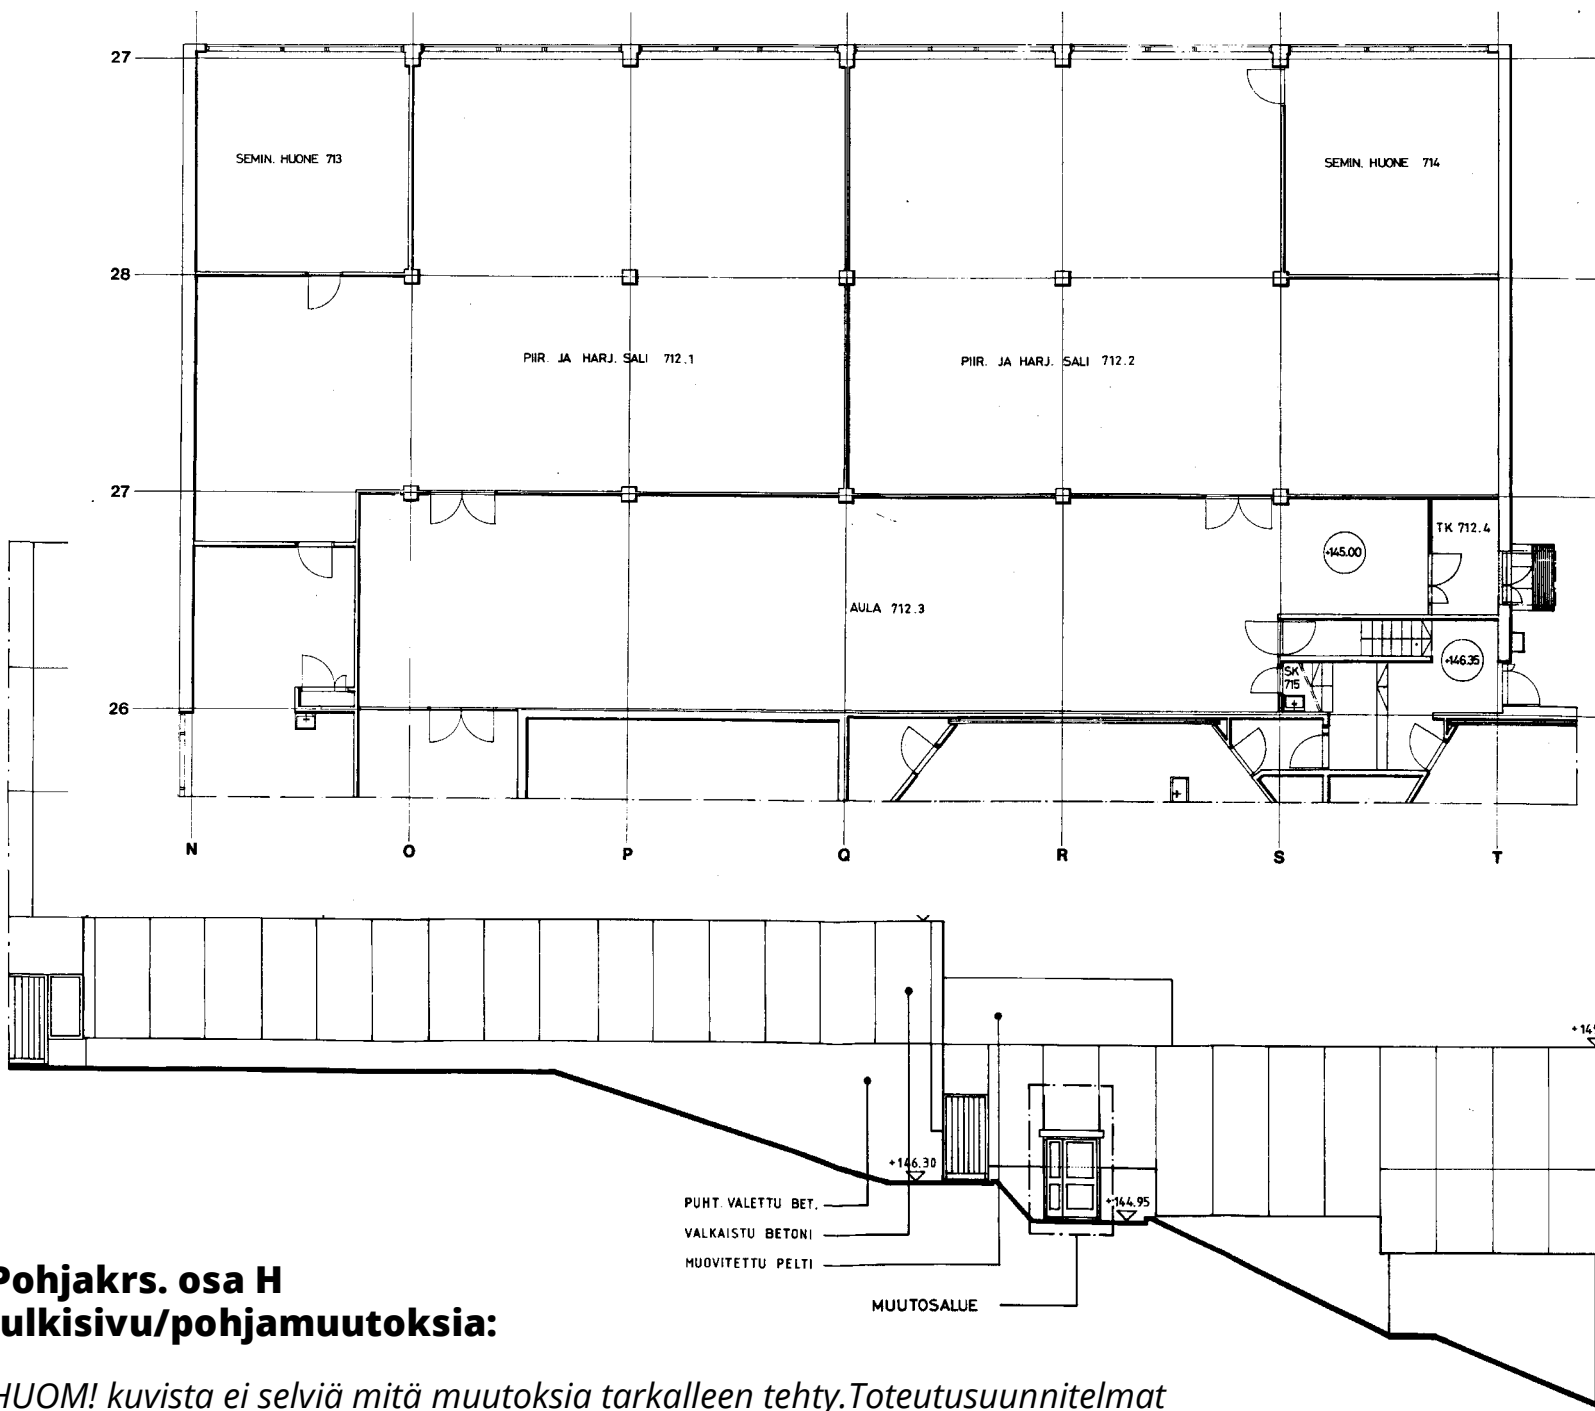 27
SEMIN. HUONE 713
SEMIN. HUONE 714
28
PIIR. JA HARJ. SALI 712.1
PIIR. JA HARJ. SALI 712.2
27
TK 712.4
+145.00
AULA 712.3
+146.35
SK
715
26
N O P Q R S T
+146.30
+144.95
PUHT. VALETTU BET.
VALKAISTU BETONI
MUOVITETTU PELTI
MUUTOSALUE
Pohjakrs. osa H
ulkisivu/pohjamuutoksia:
HUOM! kuvista ei selviä mitä muutoksia tarkalleen tehty.Toteutusuunnitelmat